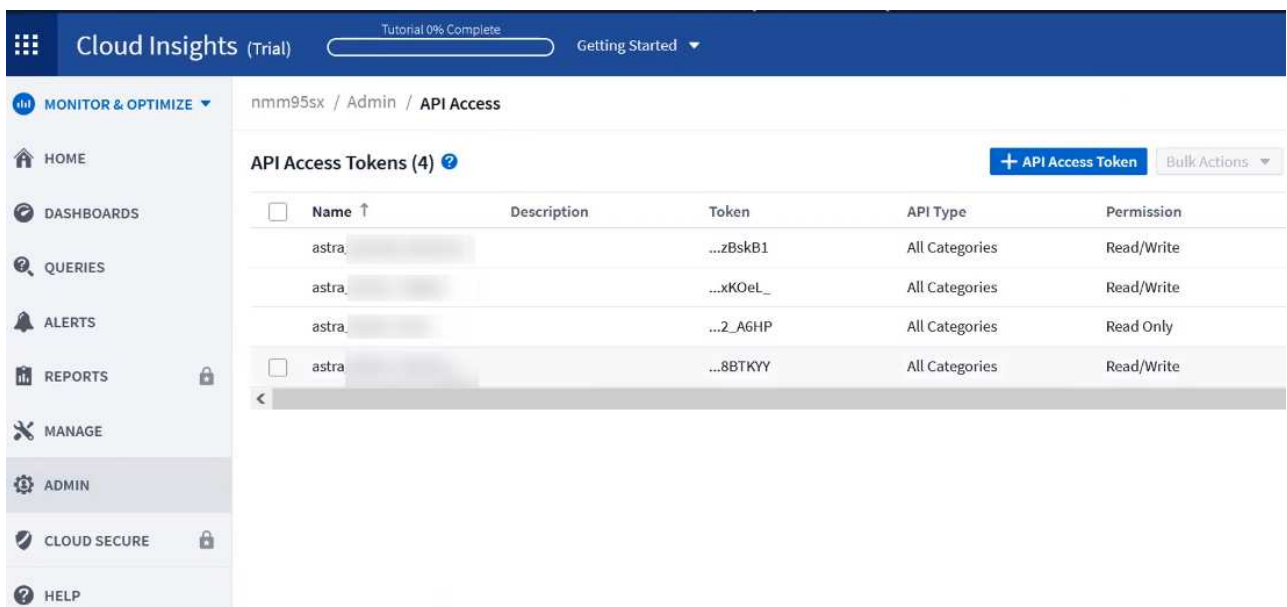 Tutorial 0% Complete
Cloud Insights (Trial)
Getting Started
MONITOR & OPTIMIZE
nmm95sx / Admin / API Access
HOME
API Access Tokens (4)
+ API Access Token
Bulk Actions
DASHBOARDS
Name ↑ Description Token API Type Permission
astra_ ...zBskB1 All Categories Read/Write
QUERIES
astra_ ...xKOeL_ All Categories Read/Write
ALERTS
astra_ ...2_A6HP All Categories Read Only
REPORTS
astra ...8BTKYY All Categories Read/Write
MANAGE
ADMIN
CLOUD SECURE
HELP